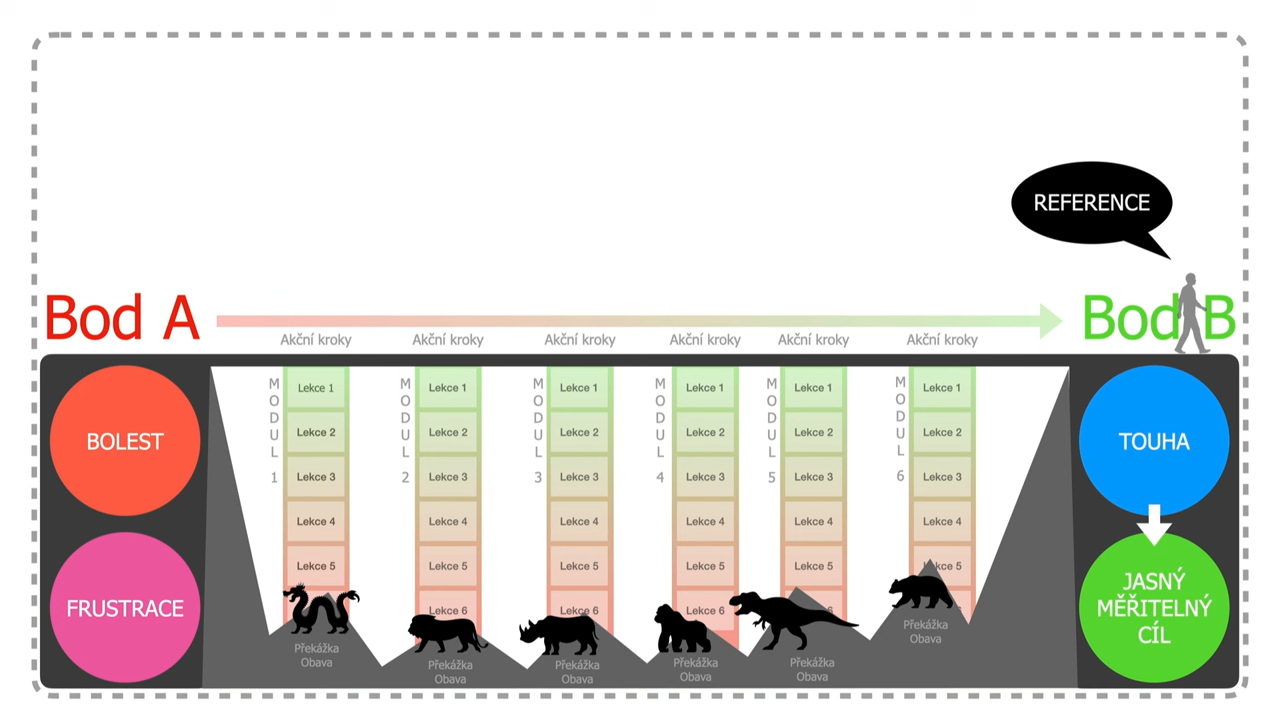 REFERENCE
Bod A
Bod B
Akční kroky
Akční kroky
Akční kroky
Akční kroky
Akční kroky
Akční kroky
BOLEST
FRUSTRACE
MODUL 1
Lekce 1
Lekce 2
Lekce 3
Lekce 4
Lekce 5
Překážka
Obava
MODUL 2
Lekce 1
Lekce 2
Lekce 3
Lekce 4
Lekce 5
Lekce 6
Překážka
Obava
MODUL 3
Lekce 1
Lekce 2
Lekce 3
Lekce 4
Lekce 5
Lekce 6
Překážka
Obava
MODUL 4
Lekce 1
Lekce 2
Lekce 3
Lekce 4
Lekce 5
Lekce 6
Překážka
Obava
MODUL 5
Lekce 1
Lekce 2
Lekce 3
Lekce 4
Lekce 5
Překážka
Obava
MODUL 6
Lekce 1
Lekce 2
Lekce 3
Lekce 4
Lekce 5
Překážka
Obava
TOUHA
JASNÝ
MĚŘITELNÝ
CÍL